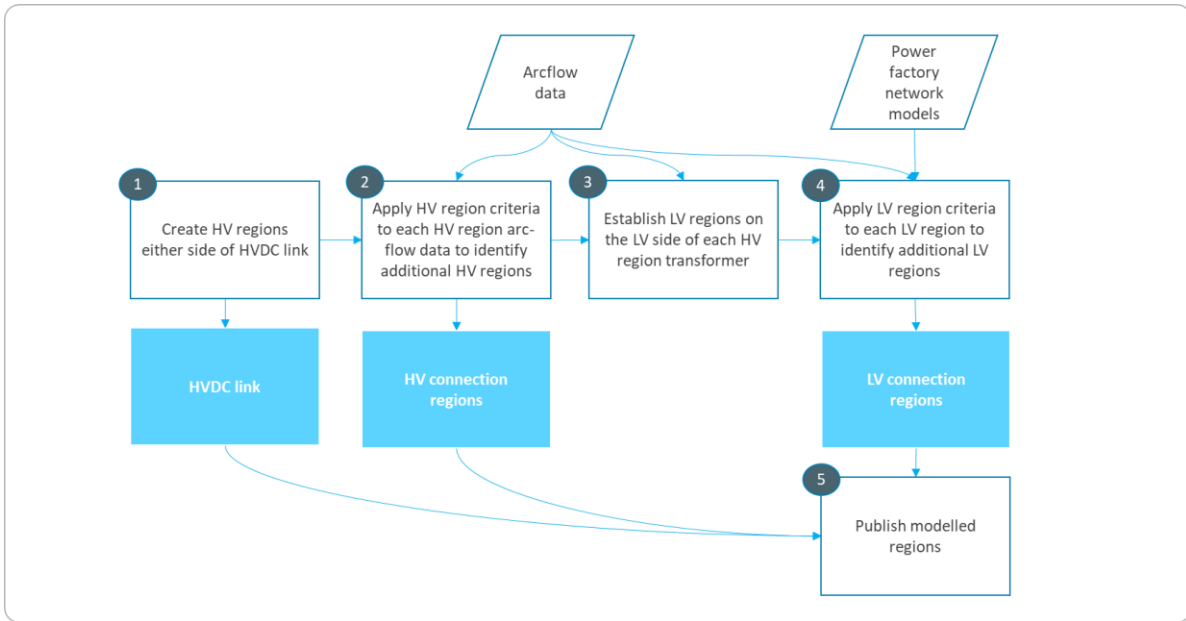 Arcflow
data
Power
factory
network
models
1
Create HV regions
either side of HVDC link
2
Apply HV region criteria
to each HV region arc-
flow data to identify
additional HV regions
3
Establish LV regions on
the LV side of each HV
region transformer
4
Apply LV region criteria
to each LV region to
identify additional LV
regions
HVDC link
HV connection
regions
LV connection
regions
5
Publish modelled
regions